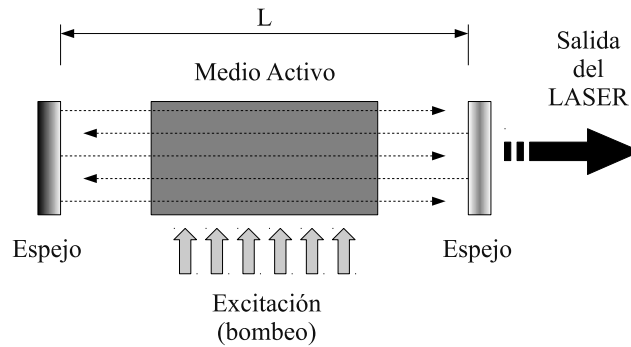 L
Medio Activo
Salida
del
LASER
Espejo
Espejo
Excitación
(bombeo)